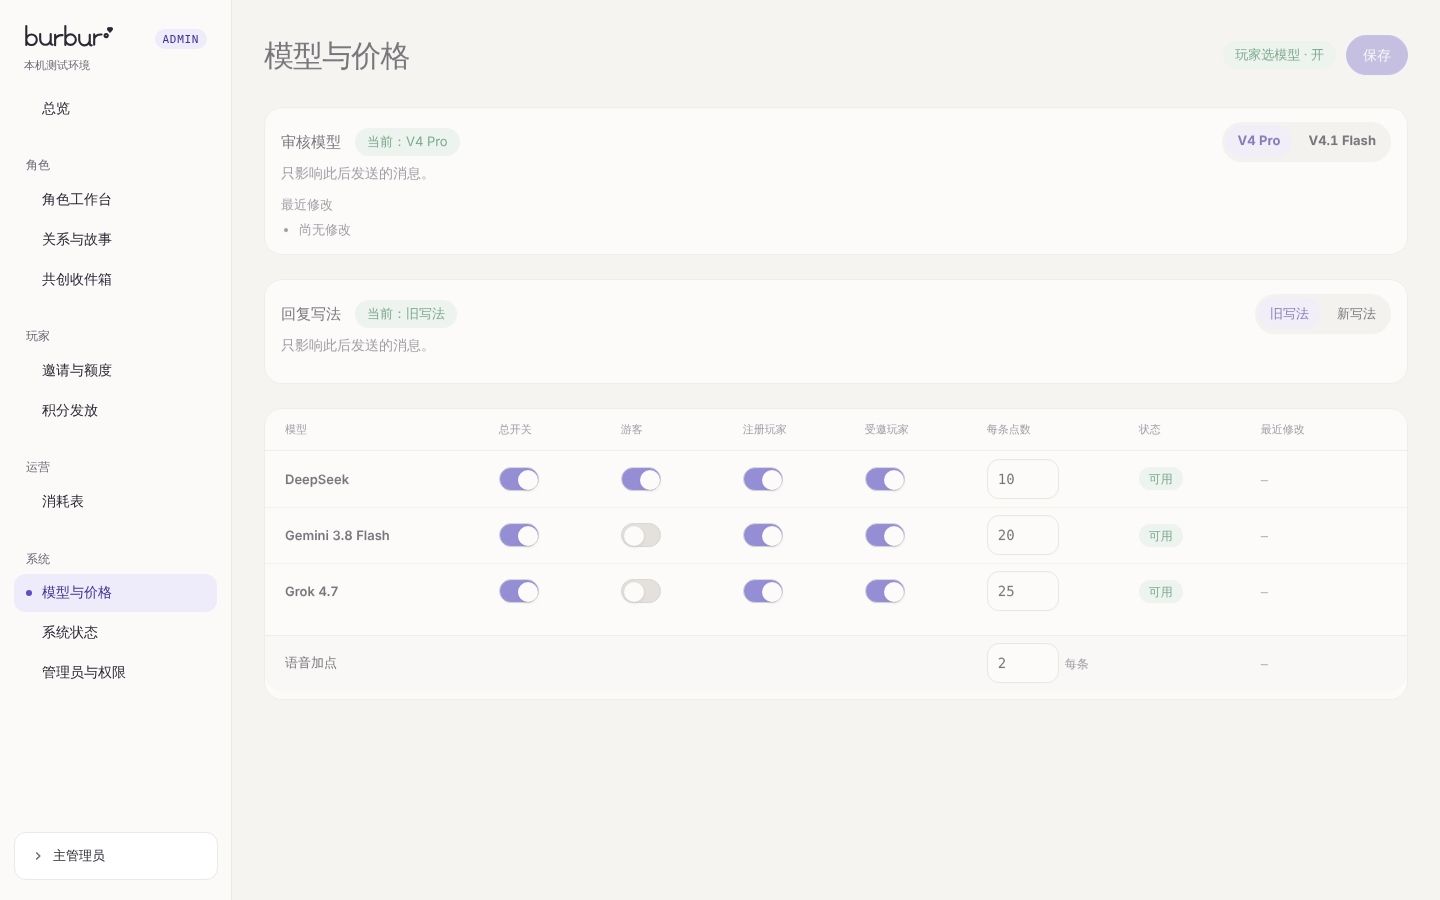 burbur
ADMIN
本机测试环境
总览
角色
角色工作台
关系与故事
共创收件箱
玩家
邀请与额度
积分发放
运营
消耗表
系统
模型与价格
系统状态
管理员与权限
主管理员
模型与价格
玩家选模型 · 开
保存
审核模型
当前：V4 Pro
V4 Pro
V4.1 Flash
只影响此后发送的消息。
最近修改
• 尚无修改
回复写法
当前：旧写法
旧写法
新写法
只影响此后发送的消息。
模型 总开关 游客 注册玩家 受邀玩家 每条点数 状态 最近修改
DeepSeek 10 可用 –
Gemini 3.8 Flash 20 可用 –
Grok 4.7 25 可用 –
语音加点 2 每条 –